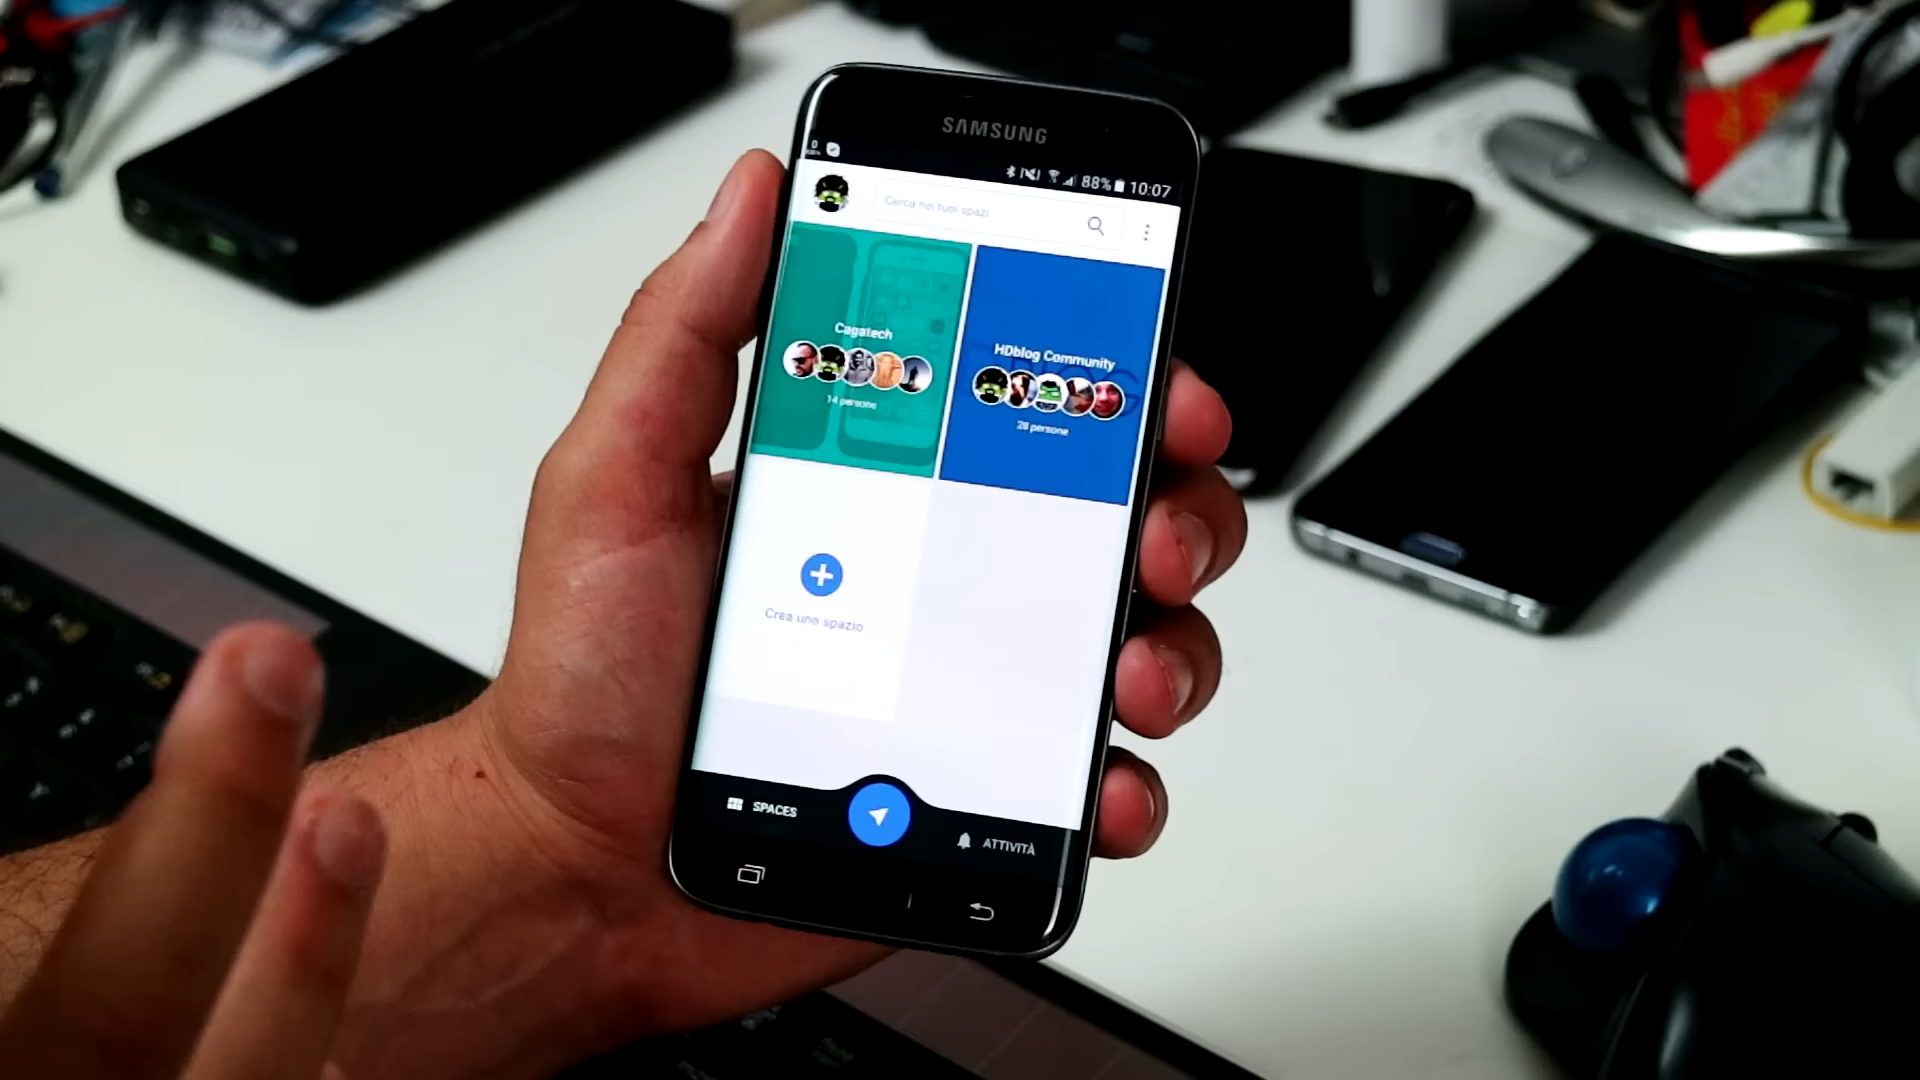 SAMSUNG
88% 10:07
Cerca nei tuoi spazi
Cagatech
14 persone
HDblog Community
28 persone
Crea uno spazio
SPACES
ATTIVITÀ